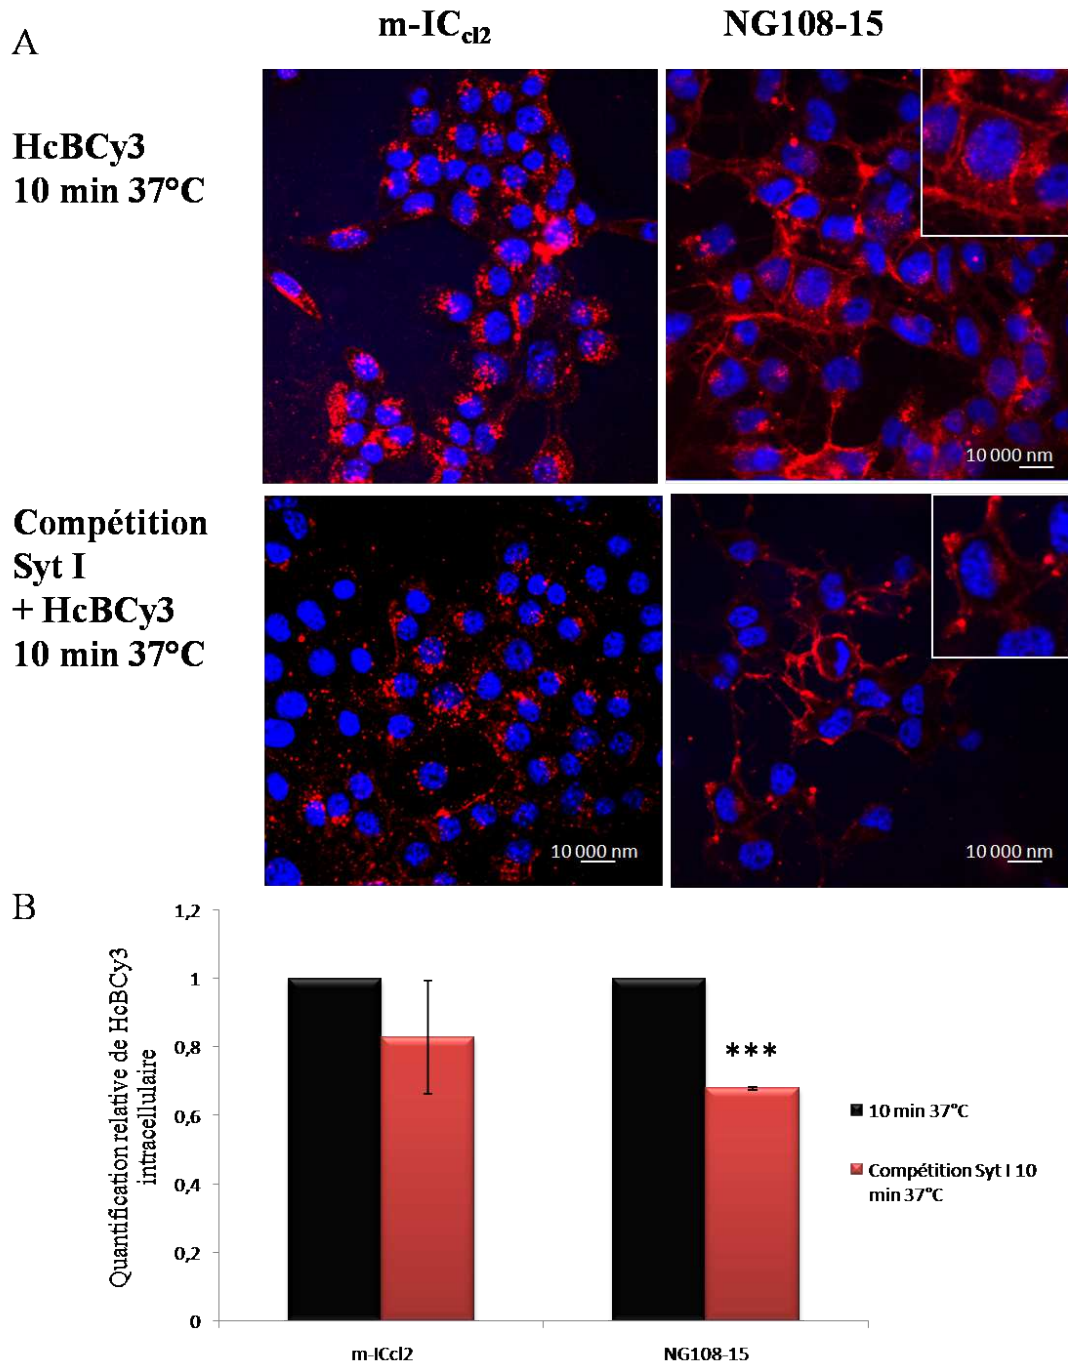 m-ICcl2
NG108-15
A
HcBCy3
10 min 37°C
10 000 nm
Compétition
Syt I
+ HcBCy3
10 min 37°C
10 000 nm
10 000 nm
B
Quantification relative de HcBCy3
intracellulaire
1,2
1
0,8
0,6
0,4
0,2
0
***
m-ICcl2
NG108-15
10 min 37°C
Compétition Syt I 10
min 37°C